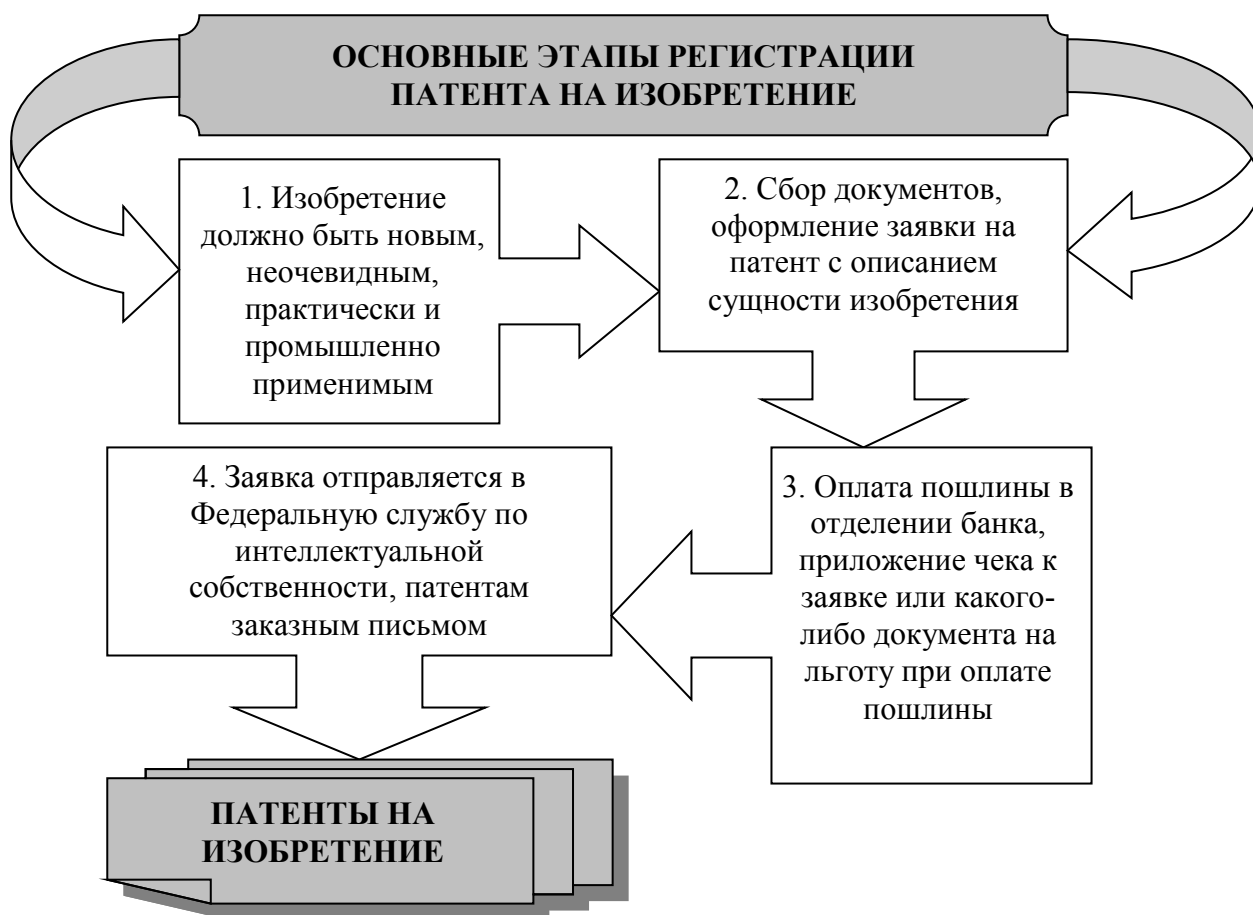 ОСНОВНЫЕ ЭТАПЫ РЕГИСТРАЦИИ
ПАТЕНТА НА ИЗОБРЕТЕНИЕ
1. Изобретение
должно быть новым,
неочевидным,
практически и
промышленно
применимым
2. Сбор документов,
оформление заявки на
патент с описанием
сущности изобретения
3. Оплата пошлины в
отделении банка,
приложение чека к
заявке или какого-
либо документа на
льготу при оплате
пошлины
4. Заявка отправляется в
Федеральную службу по
интеллектуальной
собственности, патентам
заказным письмом
ПАТЕНТЫ НА
ИЗОБРЕТЕНИЕ